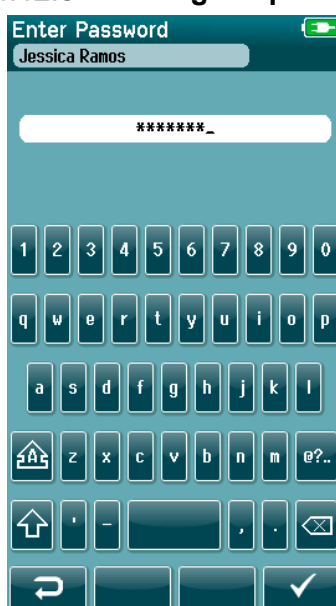 Enter Password
Jessica Ramos
*******_
1 2 3 4 5 6 7 8 9 0
q w e r t y u i o p
a s d f g h j k l
A z x c v b n m @?..
' - , .